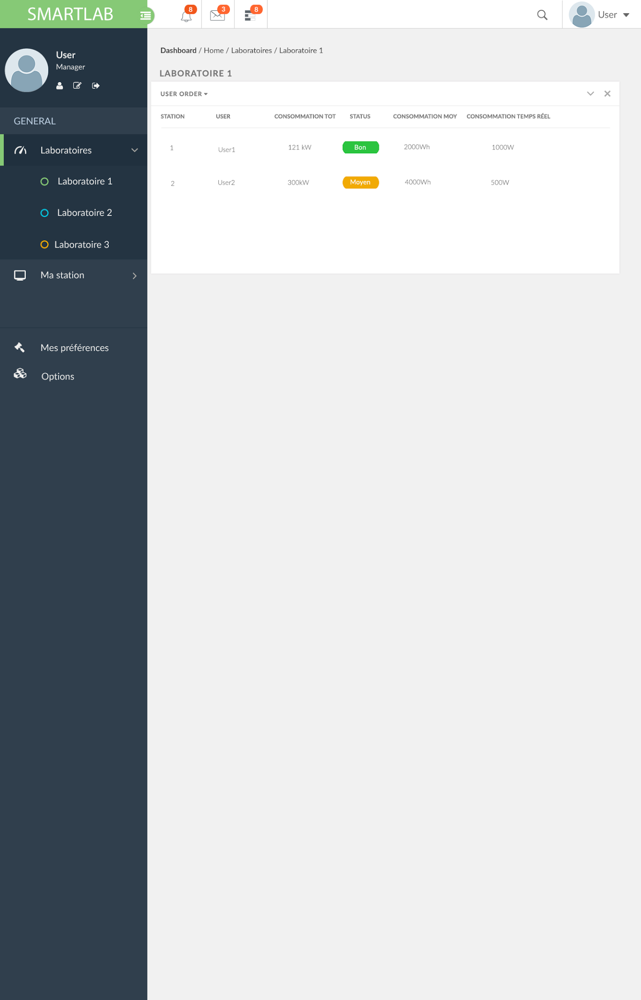 SMARTLAB
8
3
8
User
User
Manager
Dashboard / Home / Laboratoires / Laboratoire 1
LABORATOIRE 1
USER ORDER
STATION USER CONSOMMATION TOT STATUS CONSOMMATION MOY CONSOMMATION TEMPS RÉEL
1 User1 121 kW Bon 2000Wh 1000W
2 User2 300kW Moyen 4000Wh 500W
GENERAL
Laboratoires
Laboratoire 1
Laboratoire 2
Laboratoire 3
Ma station
Mes préférences
Options